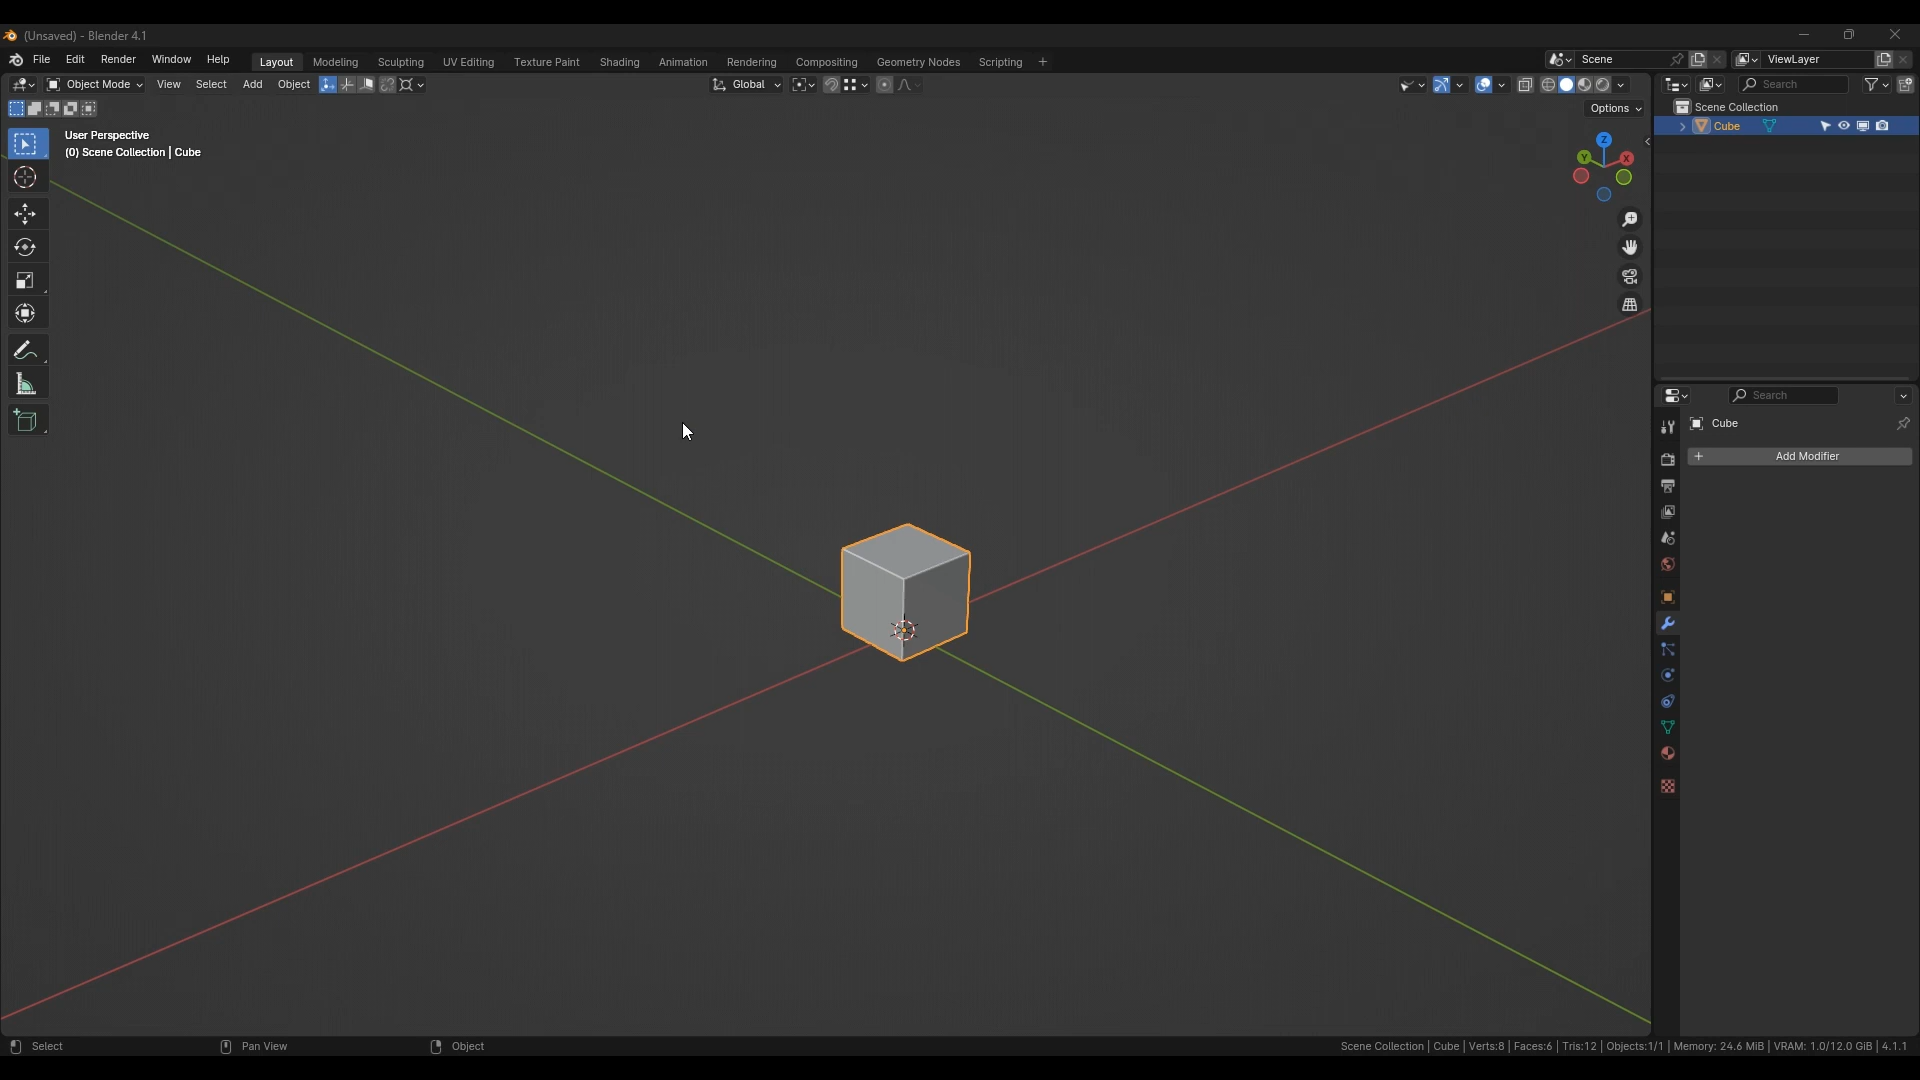 (Unsaved) - Blender 4.1
File Edit Render Window Help Layout Modeling Sculpting UV Editing Texture Paint Shading Animation Rendering Compositing Geometry Nodes Scripting + Scene ViewLayer
Object Mode View Select Add Object Global Search
Options
Scene Collection
Cube
User Perspective
(0) Scene Collection | Cube
Z
Y X
Search
Cube
+ Add Modifier
Select Pan View Object Scene Collection | Cube | Verts:8 | Faces:6 | Tris:12 | Objects:1/1 | Memory: 24.6 MiB | VRAM: 1.0/12.0 GiB | 4.1.1